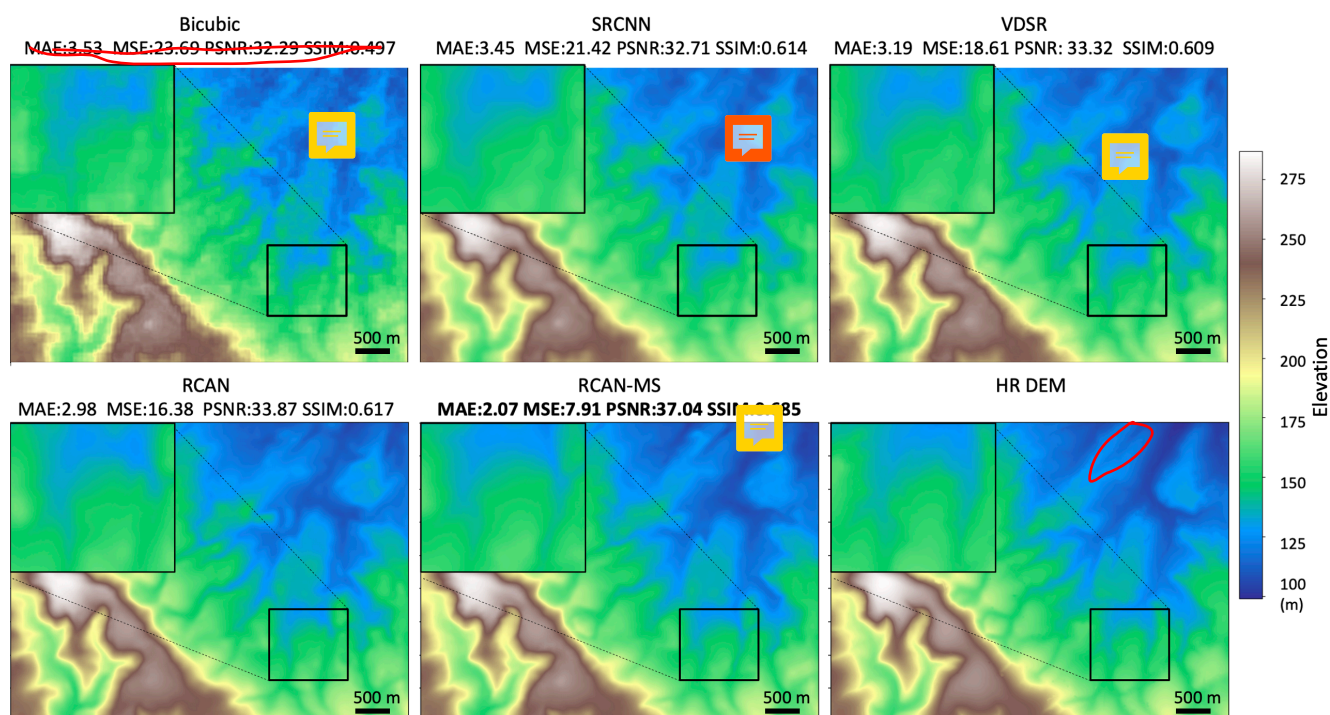 Bicubic
MAE:3.53 MSE:23.69 PSNR:32.29 SSIM:0.497
SRCNN
MAE:3.45 MSE:21.42 PSNR:32.71 SSIM:0.614
VDSR
MAE:3.19 MSE:18.61 PSNR: 33.32 SSIM:0.609
500 m
500 m
500 m
RCAN
MAE:2.98 MSE:16.38 PSNR:33.87 SSIM:0.617
RCAN-MS
MAE:2.07 MSE:7.91 PSNR:37.04
HR DEM
500 m
500 m
500 m
275
250
225
200
175
150
125
100
(m)
Elevation